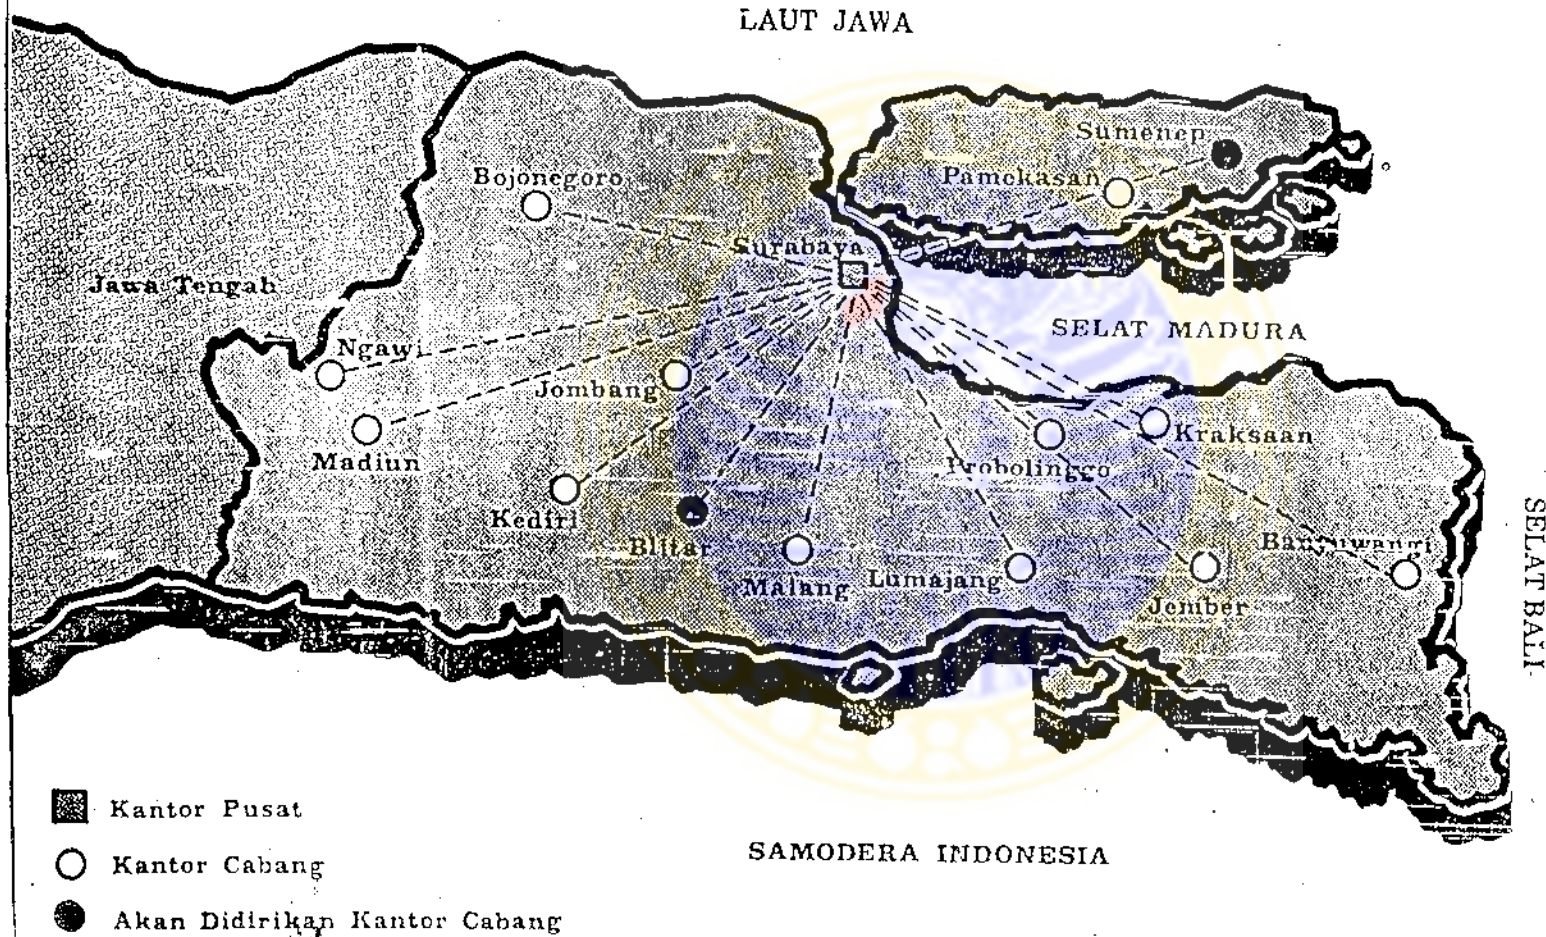 LAUT JAWA
Sumenep
Bojonegoro
Pamekasan
Surabaya
Jawa Tengah
SELAT MADURA
Ngawi
Jombang
Kraksaan
Madiun
Probolinggo
Kediri
Blitar
Banyuwangi
Malang
Lumajang
Jember
SELAT BALI
Kantor Pusat
Kantor Cabang
SAMODERA INDONESIA
Akan Didirikan Kantor Cabang